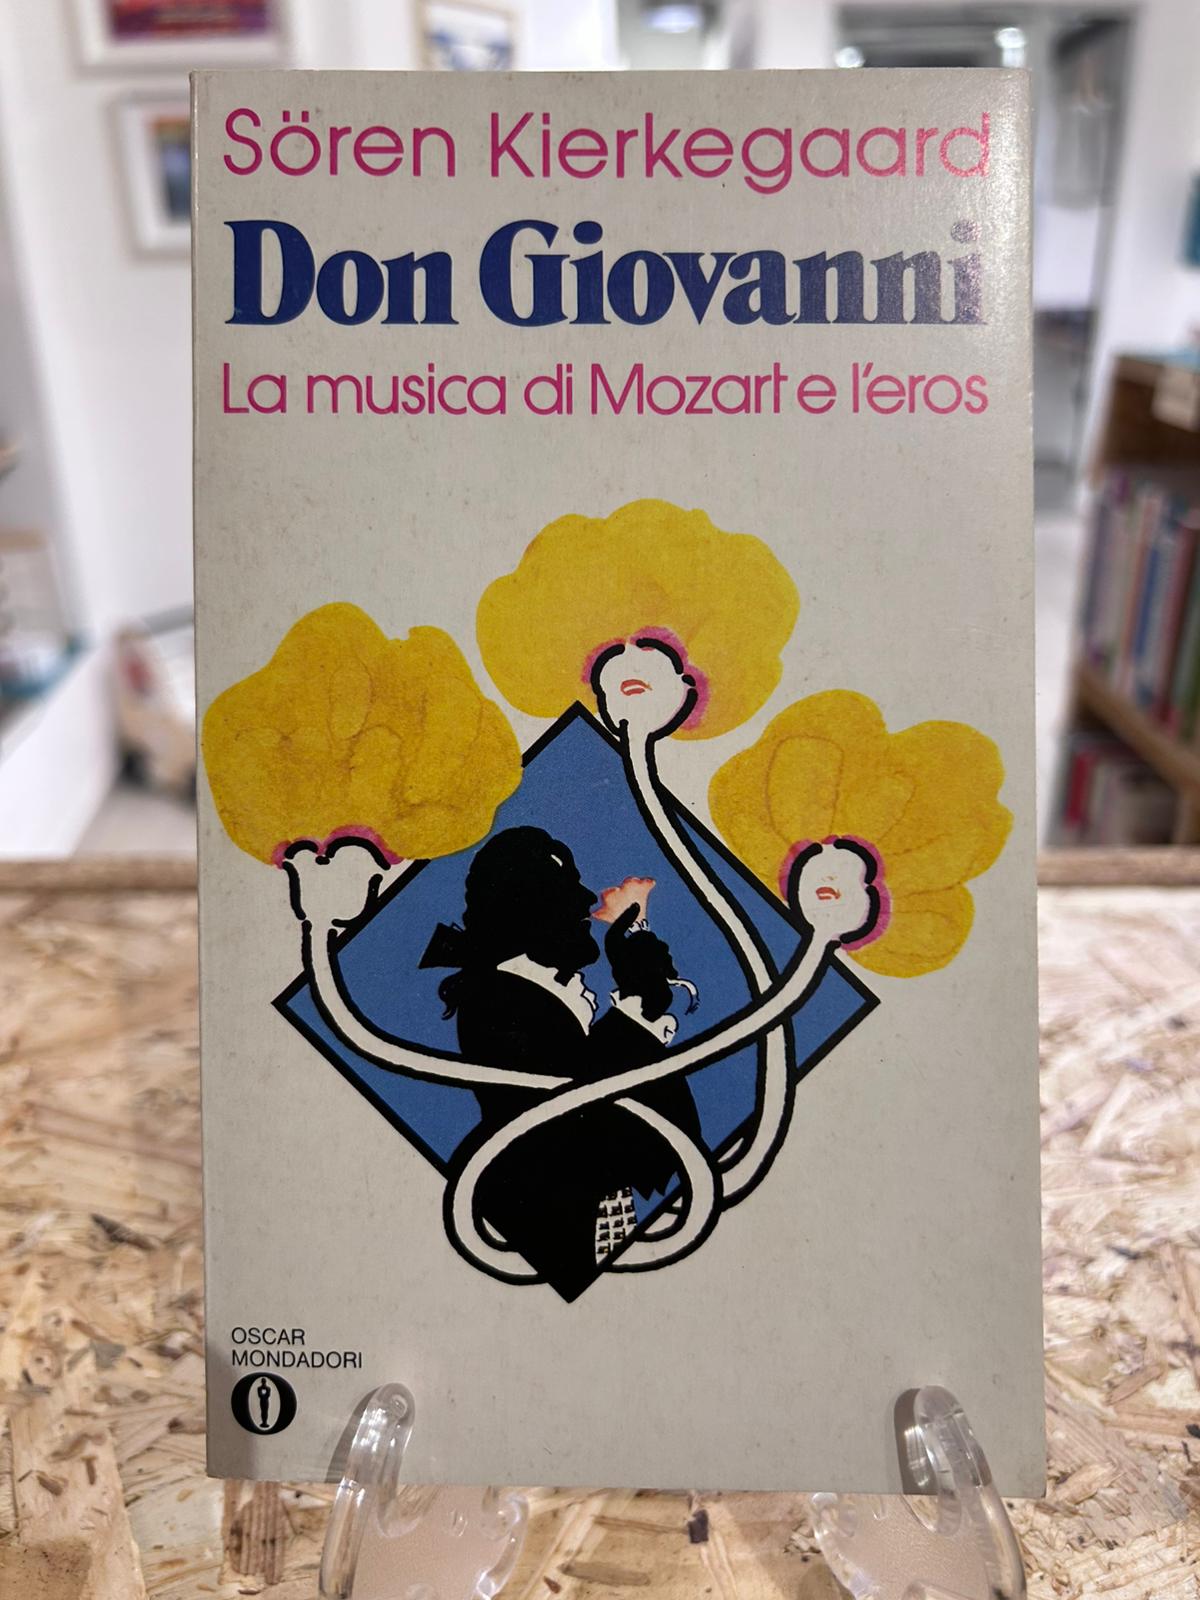 Sören Kierkegaard
Don Giovanni
La musica di Mozart e l'eros
OSCAR
MONDADORI